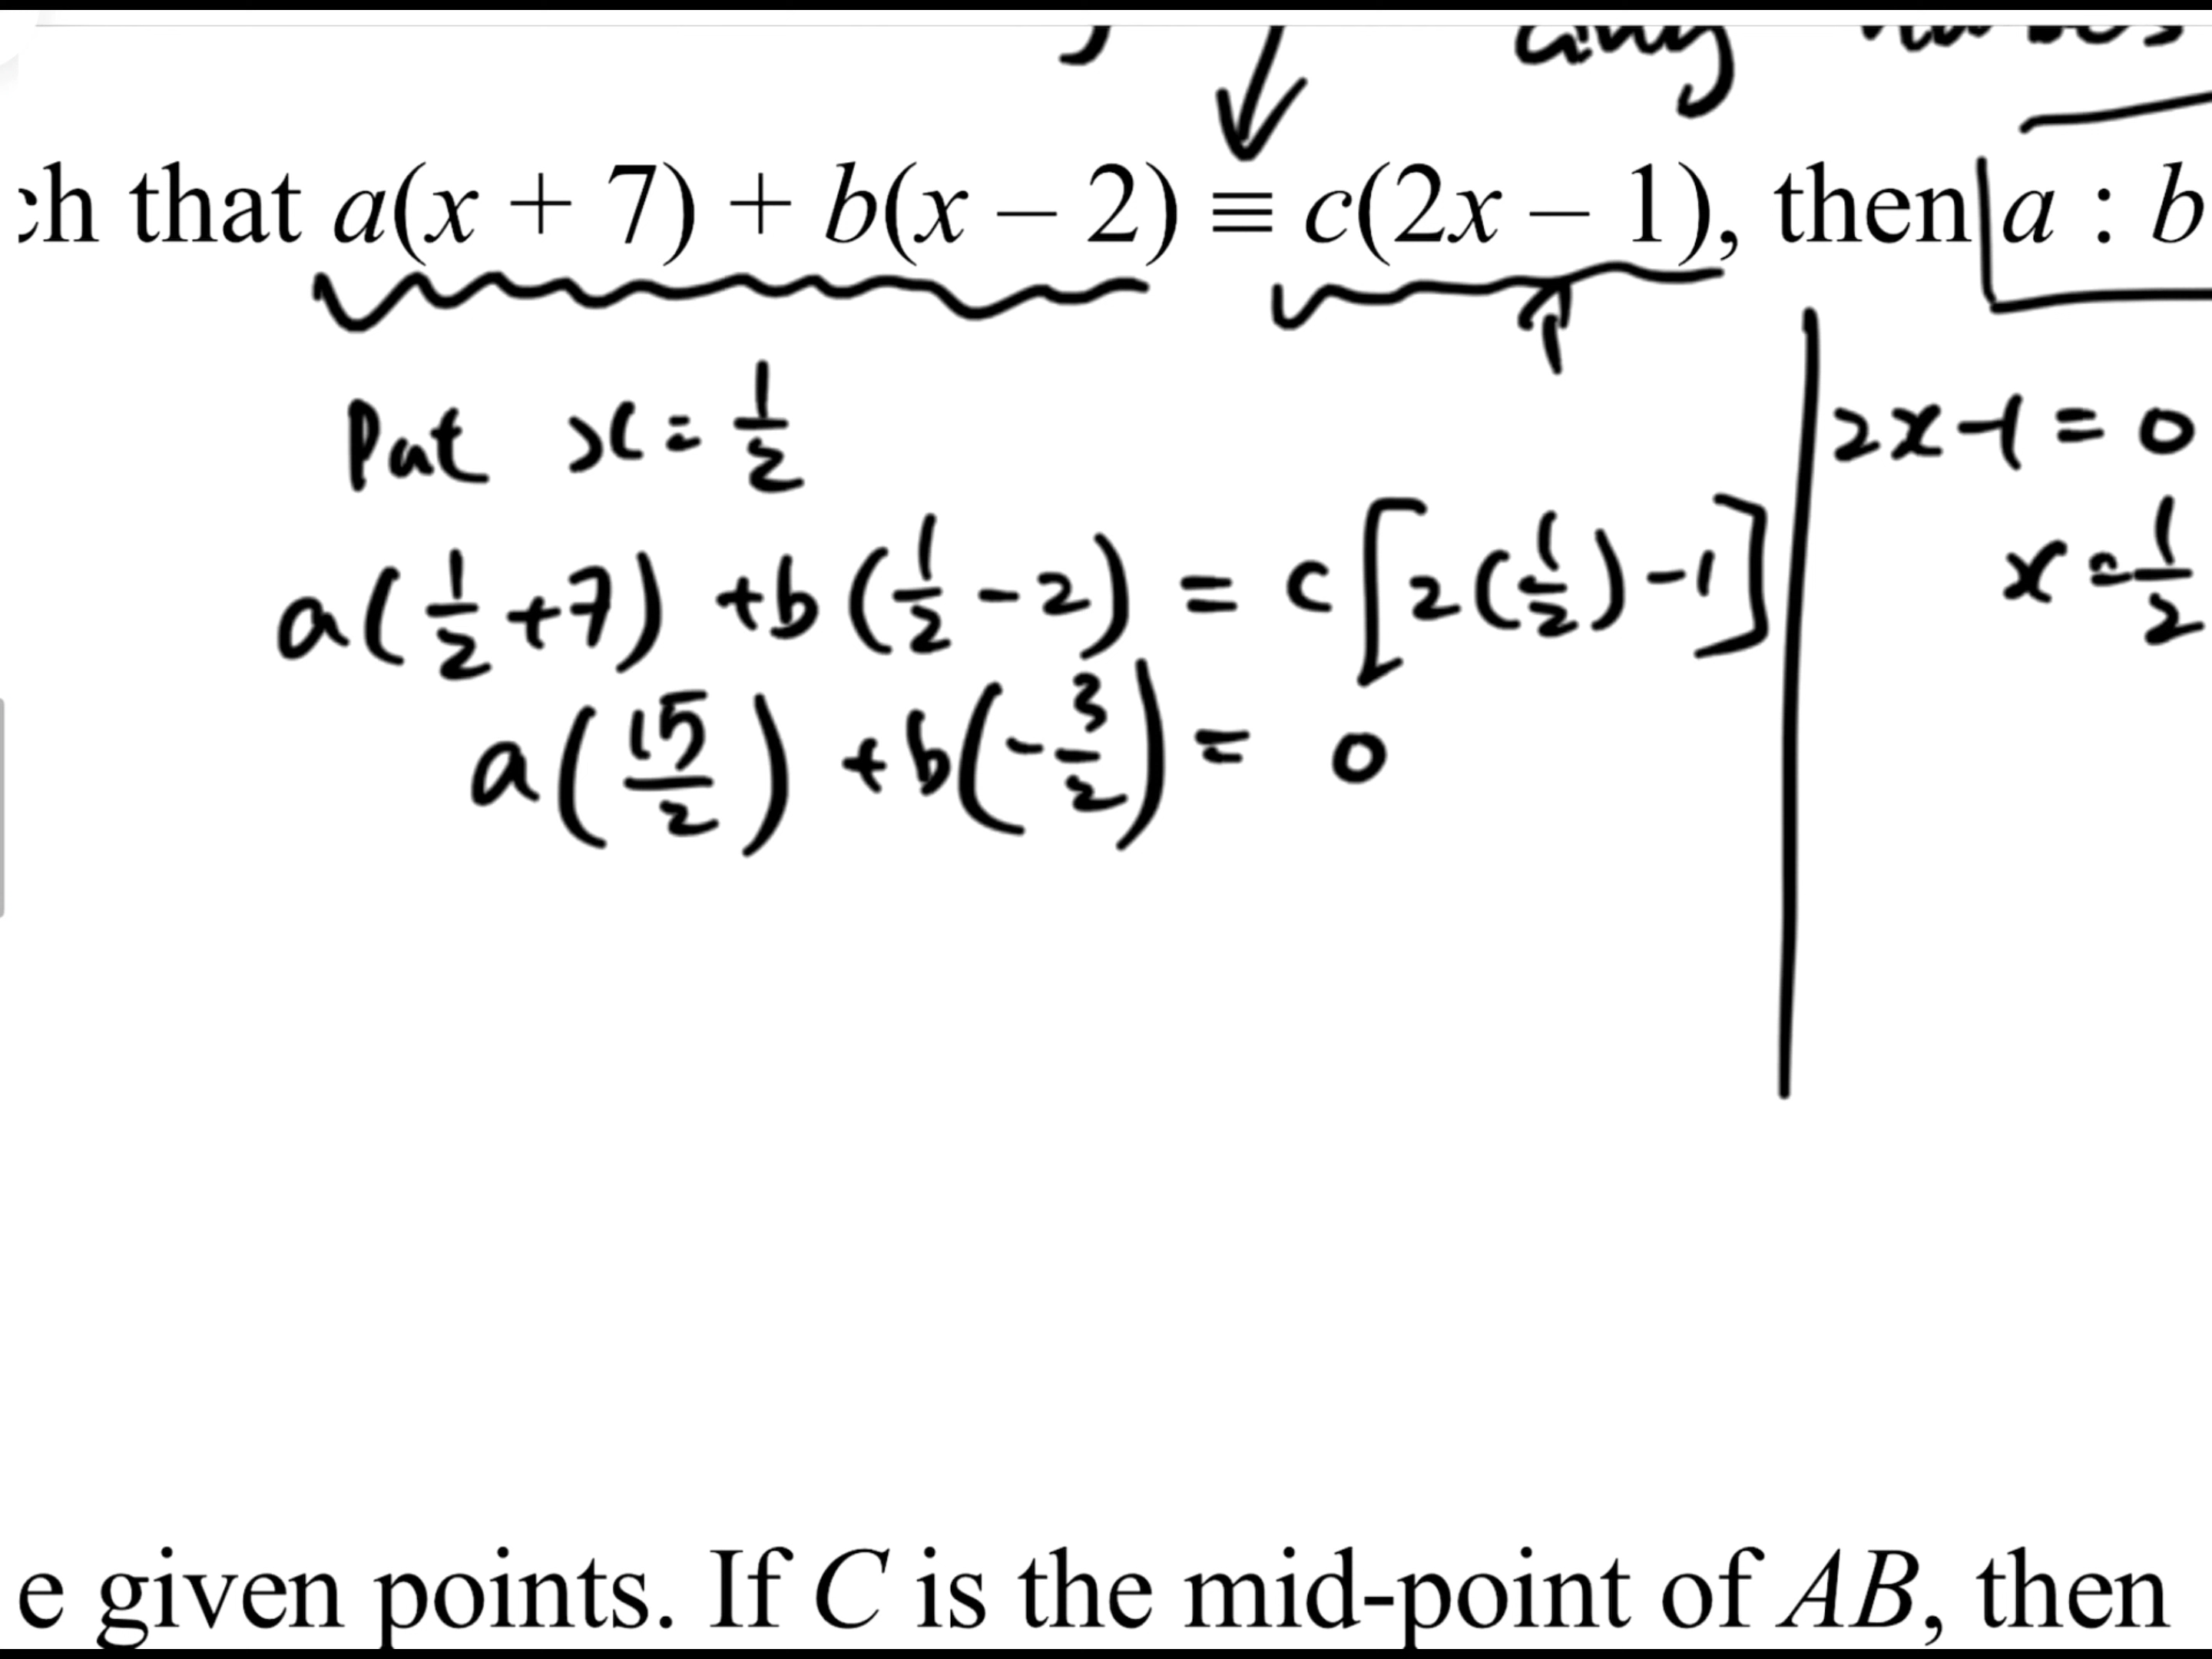 any
that a(x + 7) + b(x – 2) ≡ c(2x – 1), then a : b
Put x = 1/2
2x - 1 = 0
a(1/2 + 7) + b(1/2 - 2) = c[2(1/2) - 1]
x = 1/2
a(15/2) + b(-3/2) = 0
e given points. If C is the mid-point of AB, then